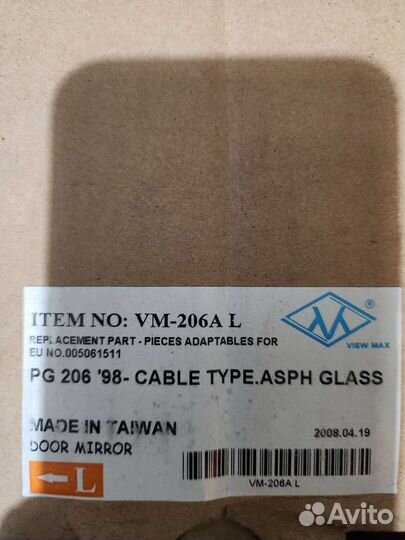 ITEM NO: VM-206A L
REPLACEMENT PART - PIECES ADAPTABLES FOR
EU NO.005061511
®
VIEW MAX
PG 206 '98- CABLE TYPE.ASPH GLASS
MADE IN TAIWAN
2008.04.19
DOOR MIRROR
L
VM-206A L
Avito